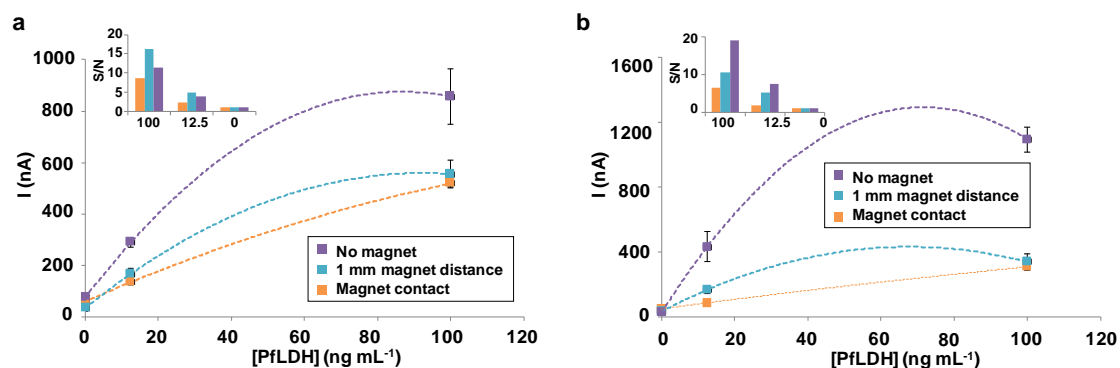 a
S/N
20
15
10
5
0
100 12.5 0
I (nA)
1000
800
600
400
200
0
0 20 40 60 80 100 120
[PfLDH] (ng mL-1)
No magnet
1 mm magnet distance
Magnet contact
b
S/N
20
10
0
100 12.5 0
I (nA)
1600
1200
800
400
0
0 20 40 60 80 100 120
[PfLDH] (ng mL-1)
No magnet
1 mm magnet distance
Magnet contact